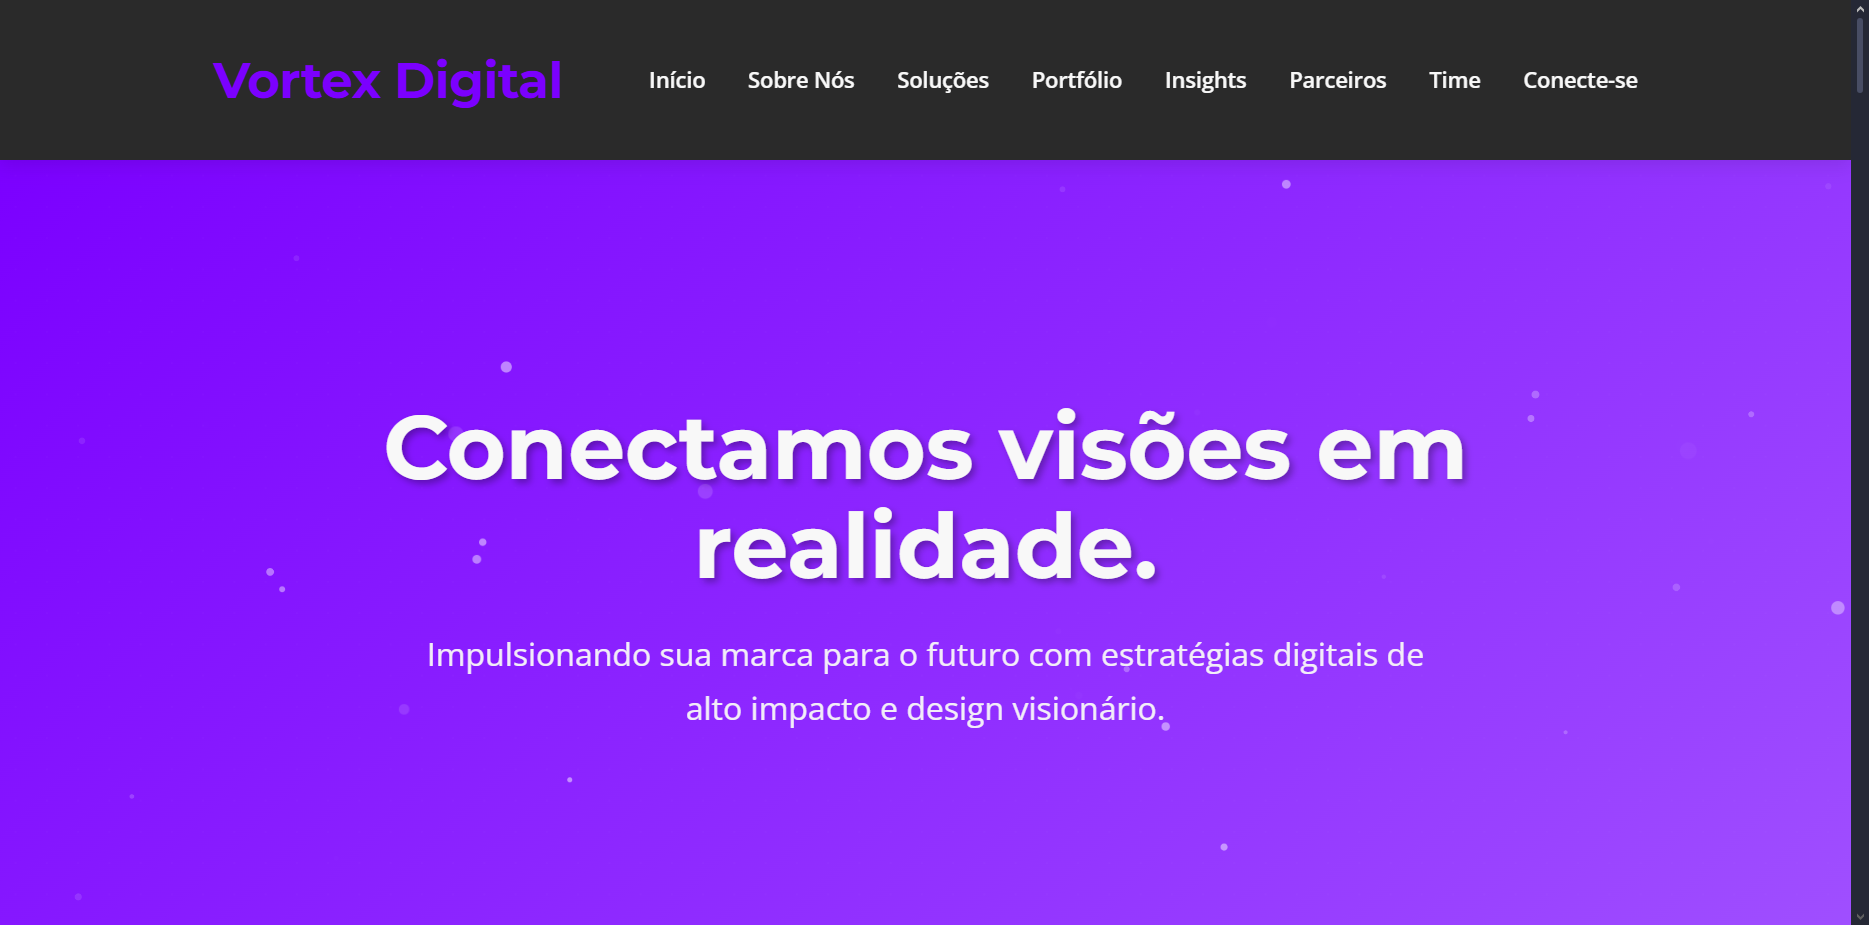 Vortex Digital
Início Sobre Nós Soluções Portfólio Insights Parceiros Time Conecte-se
Conectamos visões em
realidade.
Impulsionando sua marca para o futuro com estratégias digitais de
alto impacto e design visionário.